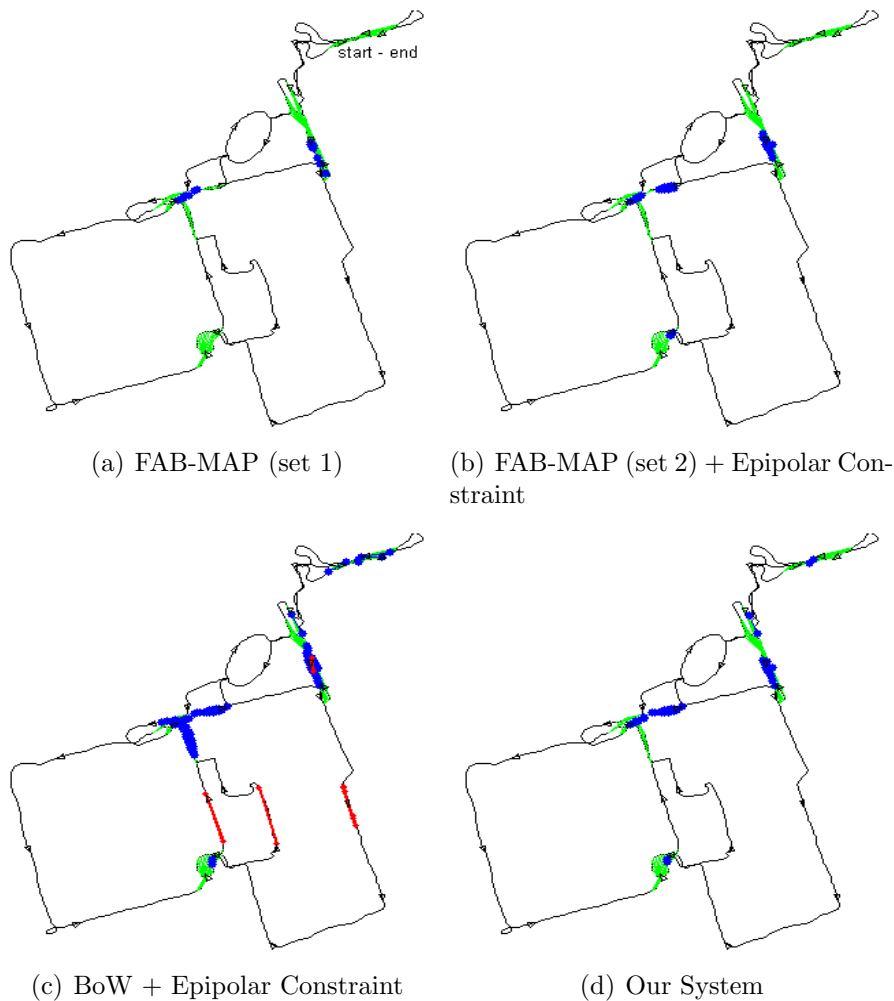 start - end
(a) FAB-MAP (set 1)
(b) FAB-MAP (set 2) + Epipolar Con-
straint
(c) BoW + Epipolar Constraint
(d) Our System